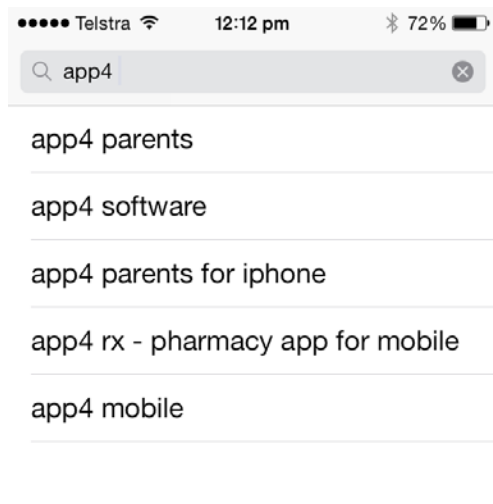 Telstra 12:12 pm 72%
app4
app4 parents
app4 software
app4 parents for iphone
app4 rx - pharmacy app for mobile
app4 mobile